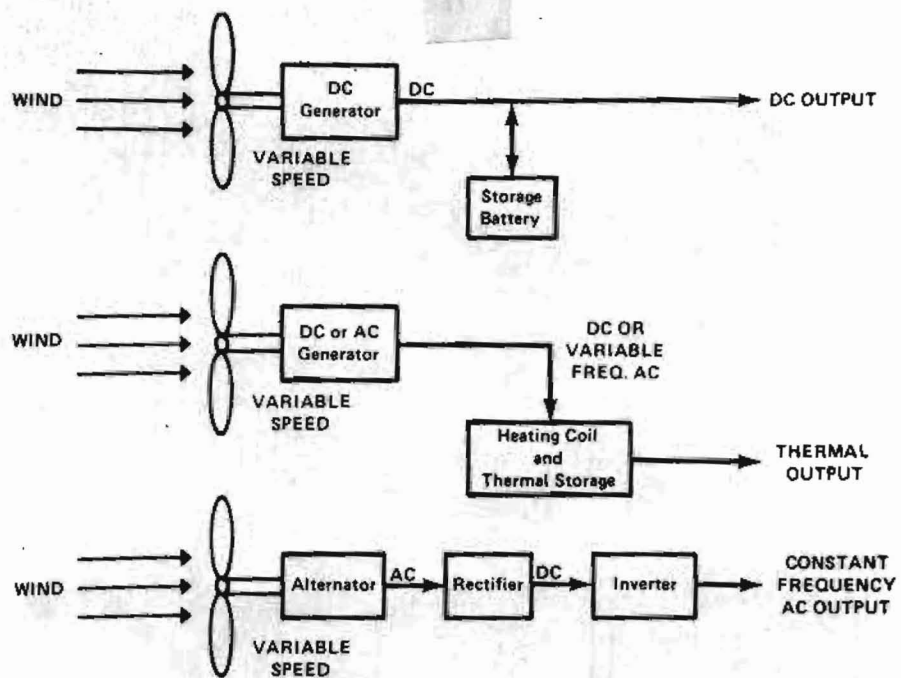 WIND
DC
Generator
DC
DC OUTPUT
VARIABLE
SPEED
Storage
Battery
WIND
DC or AC
Generator
DC OR
VARIABLE
FREQ. AC
VARIABLE
SPEED
Heating Coil
and
Thermal Storage
THERMAL
OUTPUT
WIND
Alternator
AC
Rectifier
DC
Inverter
CONSTANT
FREQUENCY
AC OUTPUT
VARIABLE
SPEED